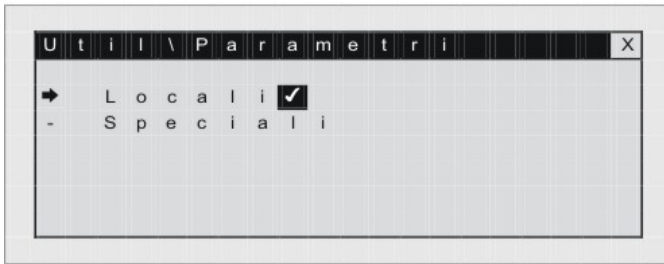 Util\Parametri X
➡ Locali ✓
- Speciali